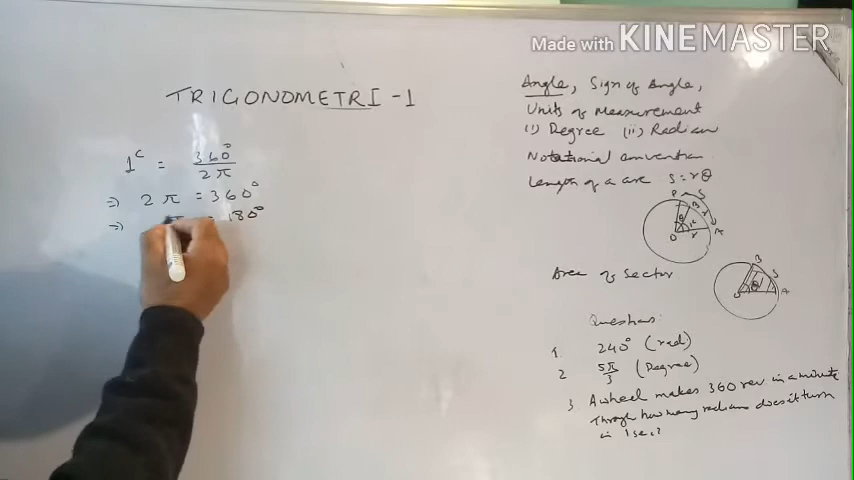 Made with KINEMASTER
TRIGONOMETRI-1
1ᶜ = 360° / 2π
⇒ 2π = 360°
⇒ π = 180°
Angle, Sign of Angle,
Units of Measurement
(i) Degree (ii) Radian
Notational convention
Length of a arc S = rθ
P S
B
θ r
O r A
Area of Sector
B
S
O θ A
Questions:
1. 240° (rad)
2 5π/3 (Degree)
3. A wheel makes 360 rev in a minute
Through how many radians does it turn
in 1 sec?